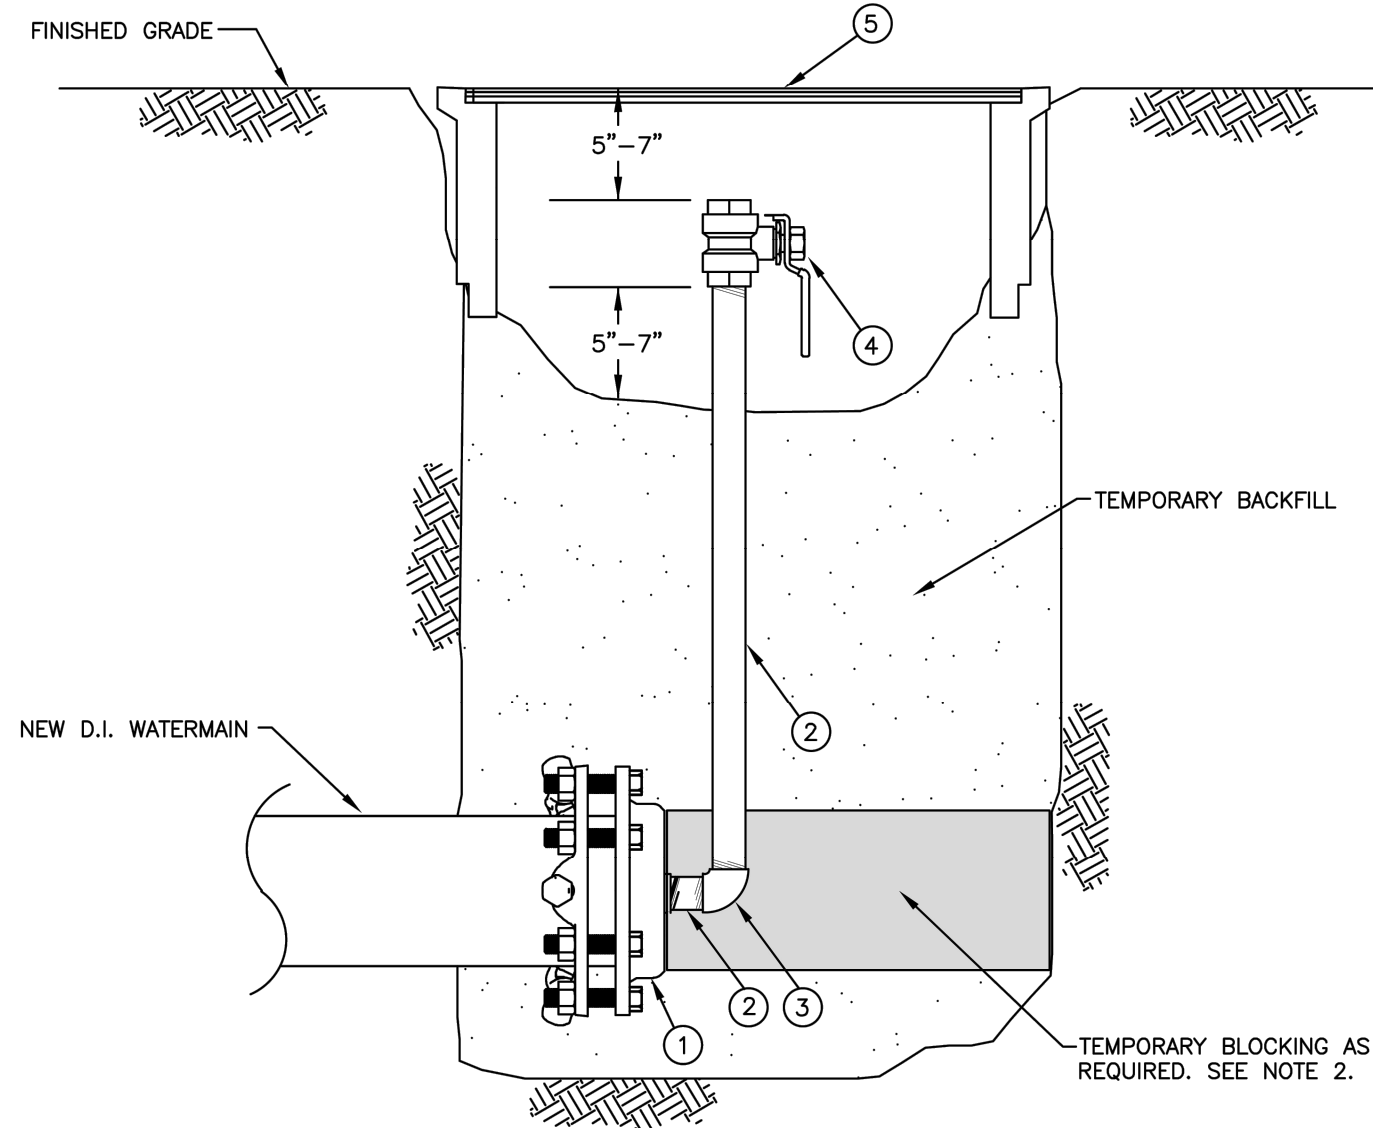 FINISHED GRADE
5
5"-7"
5"-7"
4
TEMPORARY BACKFILL
2
NEW D.I. WATERMAIN
2
3
1
TEMPORARY BLOCKING AS
REQUIRED. SEE NOTE 2.